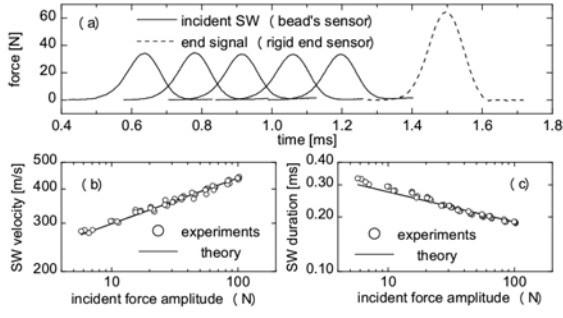 (a)
incident SW (bead's sensor)
end signal (rigid end sensor)
force [N]
60
40
20
0
0.4 0.6 0.8 1.0 1.2 1.4 1.6 1.8
time [ms]
(b)
SW velocity [m/s]
500
400
300
200
experiments
theory
10 100
incident force amplitude (N)
(c)
SW duration [ms]
0.30
0.20
0.10
experiments
theory
10 100
incident force amplitude (N)